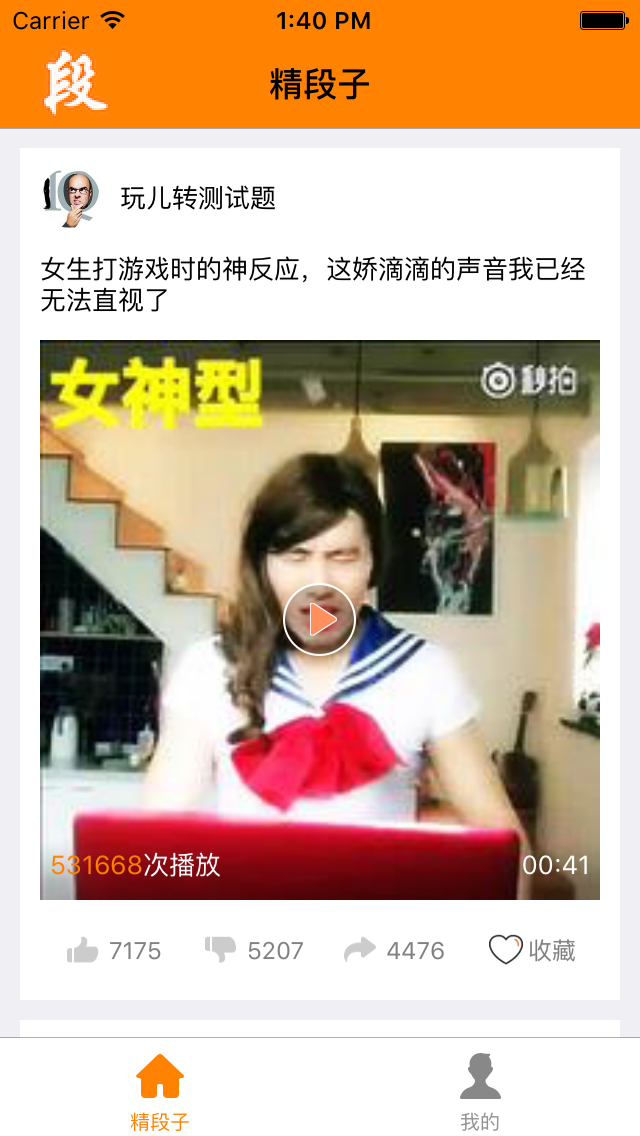 Carrier 1:40 PM
段 精段子
IQ
玩儿转测试题
女生打游戏时的神反应，这娇滴滴的声音我已经
无法直视了
女神型
秒拍
531668次播放 00:41
7175 5207 4476 收藏
精段子 我的